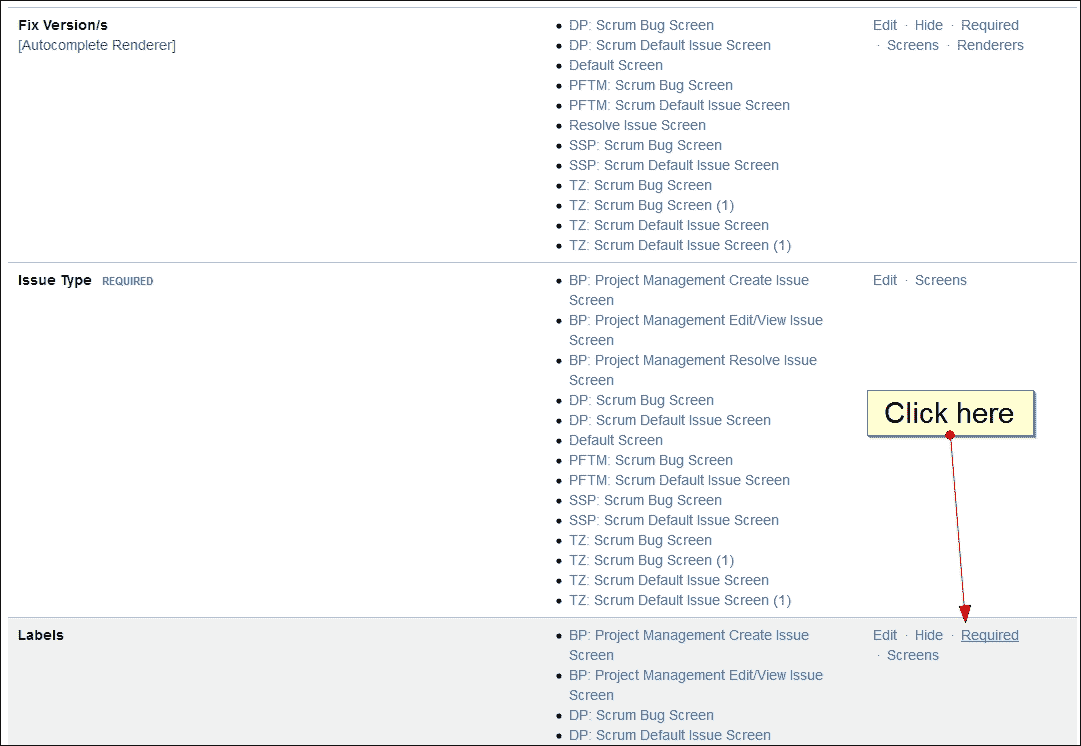 Fix Version/s
[Autocomplete Renderer]
• DP: Scrum Bug Screen
• DP: Scrum Default Issue Screen
• Default Screen
• PFTM: Scrum Bug Screen
• PFTM: Scrum Default Issue Screen
• Resolve Issue Screen
• SSP: Scrum Bug Screen
• SSP: Scrum Default Issue Screen
• TZ: Scrum Bug Screen
• TZ: Scrum Bug Screen (1)
• TZ: Scrum Default Issue Screen
• TZ: Scrum Default Issue Screen (1)
Edit · Hide · Required
· Screens · Renderers
Issue Type REQUIRED
• BP: Project Management Create Issue
Screen
• BP: Project Management Edit/View Issue
Screen
• BP: Project Management Resolve Issue
Screen
• DP: Scrum Bug Screen
• DP: Scrum Default Issue Screen
• Default Screen
• PFTM: Scrum Bug Screen
• PFTM: Scrum Default Issue Screen
• SSP: Scrum Bug Screen
• SSP: Scrum Default Issue Screen
• TZ: Scrum Bug Screen
• TZ: Scrum Bug Screen (1)
• TZ: Scrum Default Issue Screen
• TZ: Scrum Default Issue Screen (1)
Edit · Screens
Click here
Labels
• BP: Project Management Create Issue
Screen
• BP: Project Management Edit/View Issue
Screen
• DP: Scrum Bug Screen
• DP: Scrum Default Issue Screen
Edit · Hide · Required
· Screens